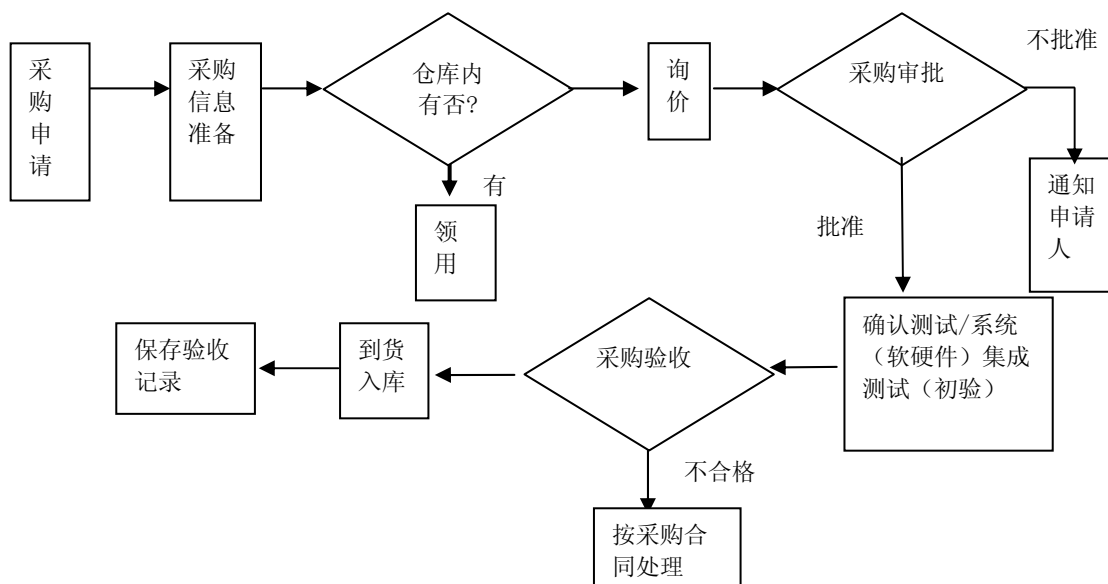 采
购
申
请
采购
信息
准备
仓库内
有否?
有
领
用
询
价
采购审批
不批准
通知
申请
人
批准
确认测试/系统
（软硬件）集成
测试（初验）
采购验收
不合格
按采购合
同处理
到货
入库
保存验收
记录